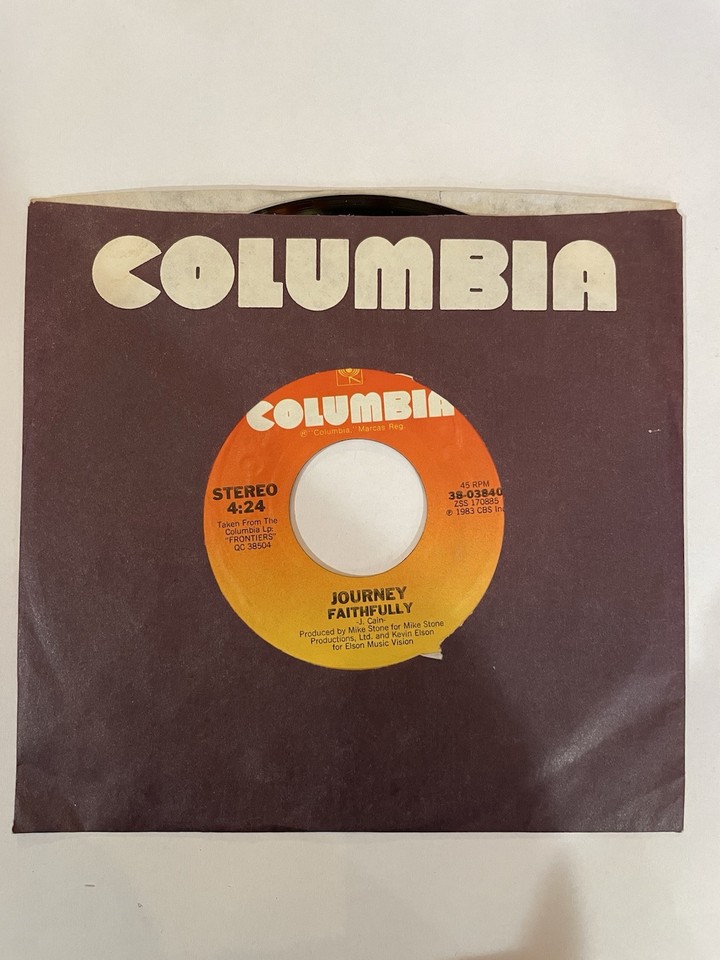 COLUMBIA
COLUMBIA
® "Columbia," Marcas Reg.
STEREO
4:24
Taken From The
Columbia Lp:
"FRONTIERS"
QC 38504
45 RPM
38-03840
ZSS 170885
℗ 1983 CBS Inc
JOURNEY
FAITHFULLY
-J. Cain-
Produced by Mike Stone for Mike Stone
Productions, Ltd. and Kevin Elson
for Elson Music Vision